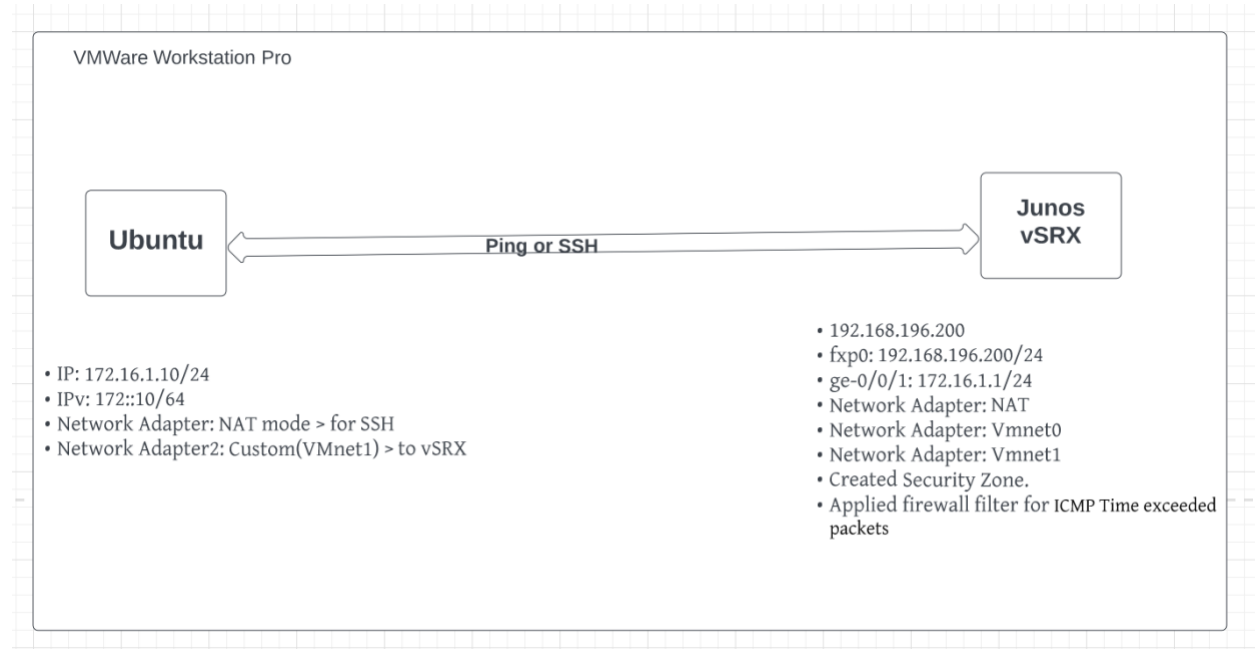 VMWare Workstation Pro
Ubuntu
Ping or SSH
Junos
vSRX
• IP: 172.16.1.10/24
• IPv: 172::10/64
• Network Adapter: NAT mode > for SSH
• Network Adapter2: Custom(VMnet1) > to vSRX
• 192.168.196.200
• fxp0: 192.168.196.200/24
• ge-0/0/1: 172.16.1.1/24
• Network Adapter: NAT
• Network Adapter: Vmnet0
• Network Adapter: Vmnet1
• Created Security Zone.
• Applied firewall filter for ICMP Time exceeded
packets